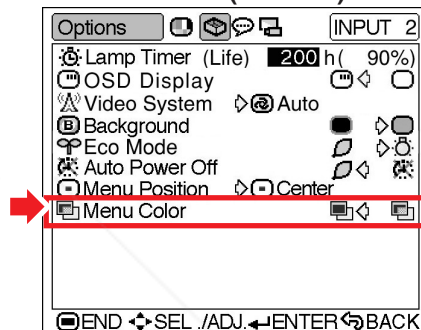 Options INPUT 2
Lamp Timer (Life) 200 h( 90%)
OSD Display
Video System Auto
B Background
Eco Mode
Auto Power Off
Menu Position Center
Menu Color
END SEL./ADJ. ENTER BACK